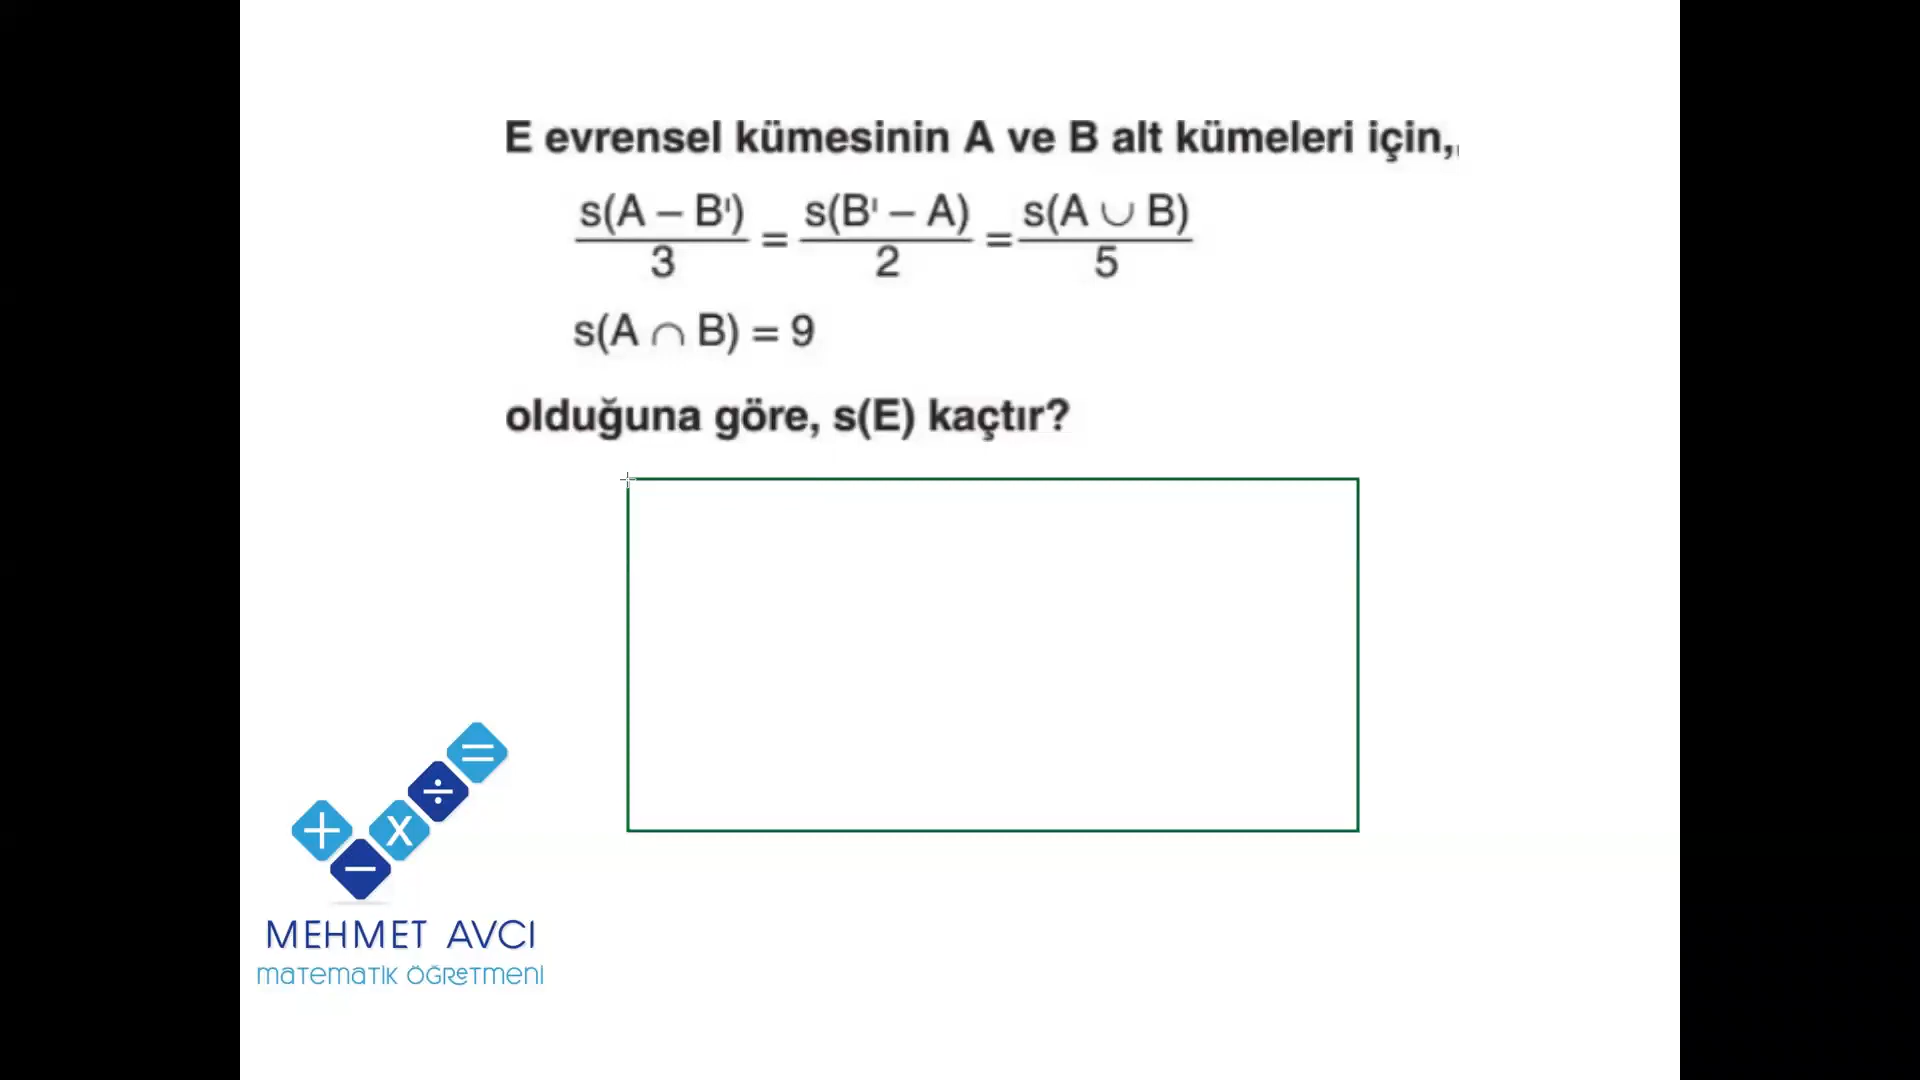 E evrensel kümesinin A ve B alt kümeleri için,
s(A – B')/3 = s(B' – A)/2 = s(A ∪ B)/5
s(A ∩ B) = 9
olduğuna göre, s(E) kaçtır?
+ − x ÷ =
MEHMET AVCI
matematik öğretmeni